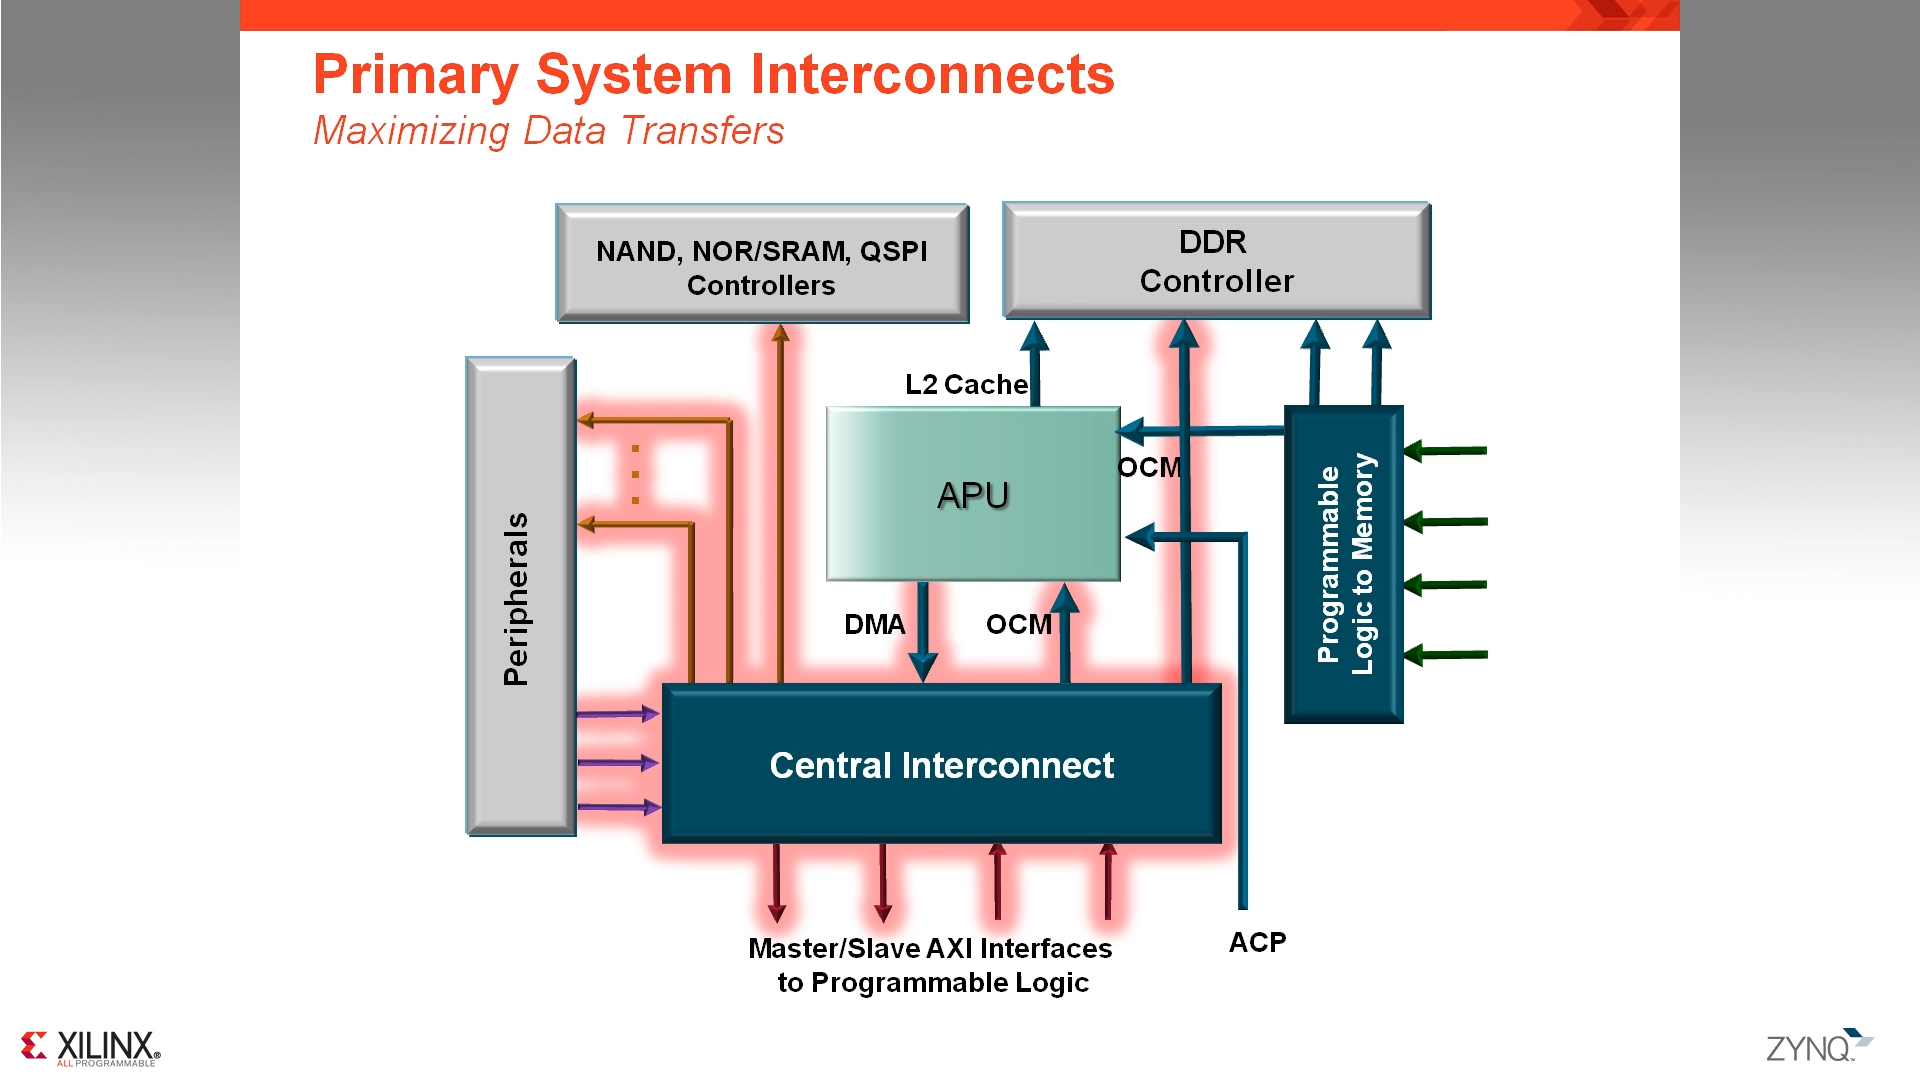 Primary System Interconnects
Maximizing Data Transfers
NAND, NOR/SRAM, QSPI
Controllers
DDR
Controller
L2 Cache
OCM
APU
Peripherals
Programmable
Logic to Memory
DMA
OCM
Central Interconnect
Master/Slave AXI Interfaces
to Programmable Logic
ACP
XILINX®
ALL PROGRAMMABLE
ZYNQ™